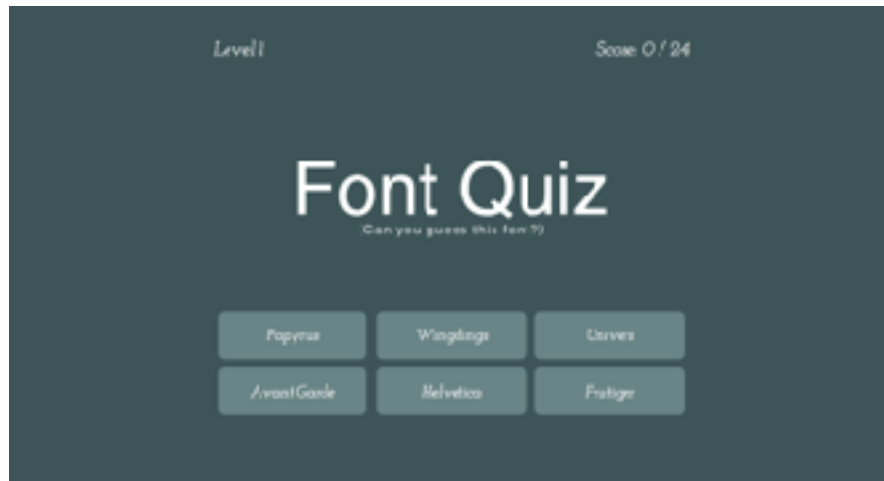 Level 1
Score: 0 / 24
Font Quiz
(Can you guess this font?)
Papyrus
Wingdings
Univers
AvantGarde
Helvetica
Frutiger